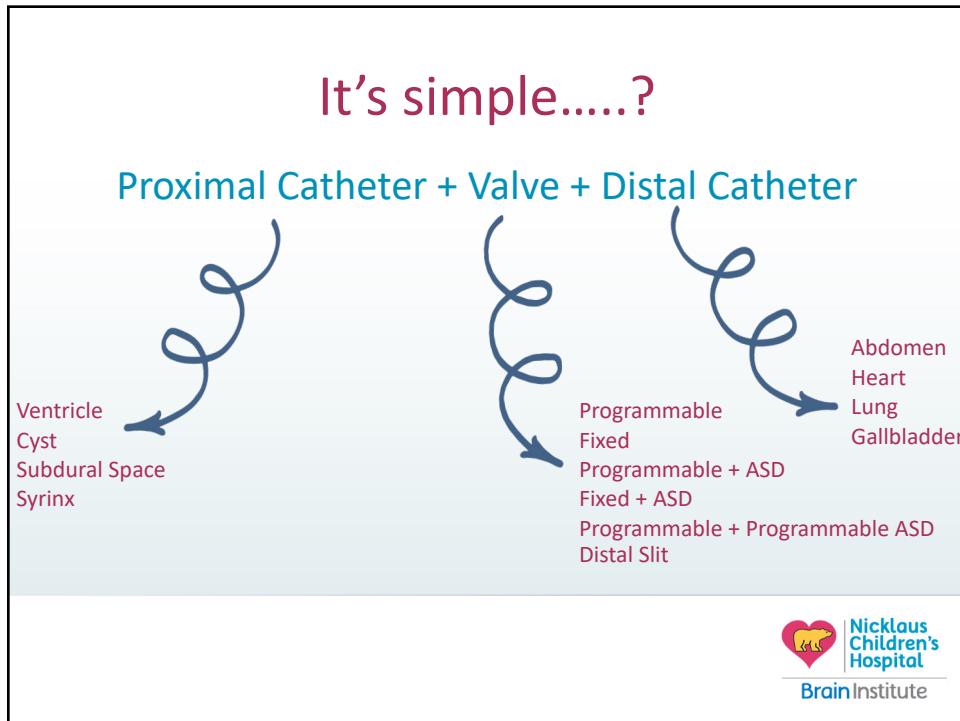 It's simple…..?
Proximal Catheter + Valve + Distal Catheter
Ventricle
Cyst
Subdural Space
Syrinx
Programmable
Fixed
Programmable + ASD
Fixed + ASD
Programmable + Programmable ASD
Distal Slit
Abdomen
Heart
Lung
Gallbladder
Nicklaus
Children's
Hospital
Brain Institute